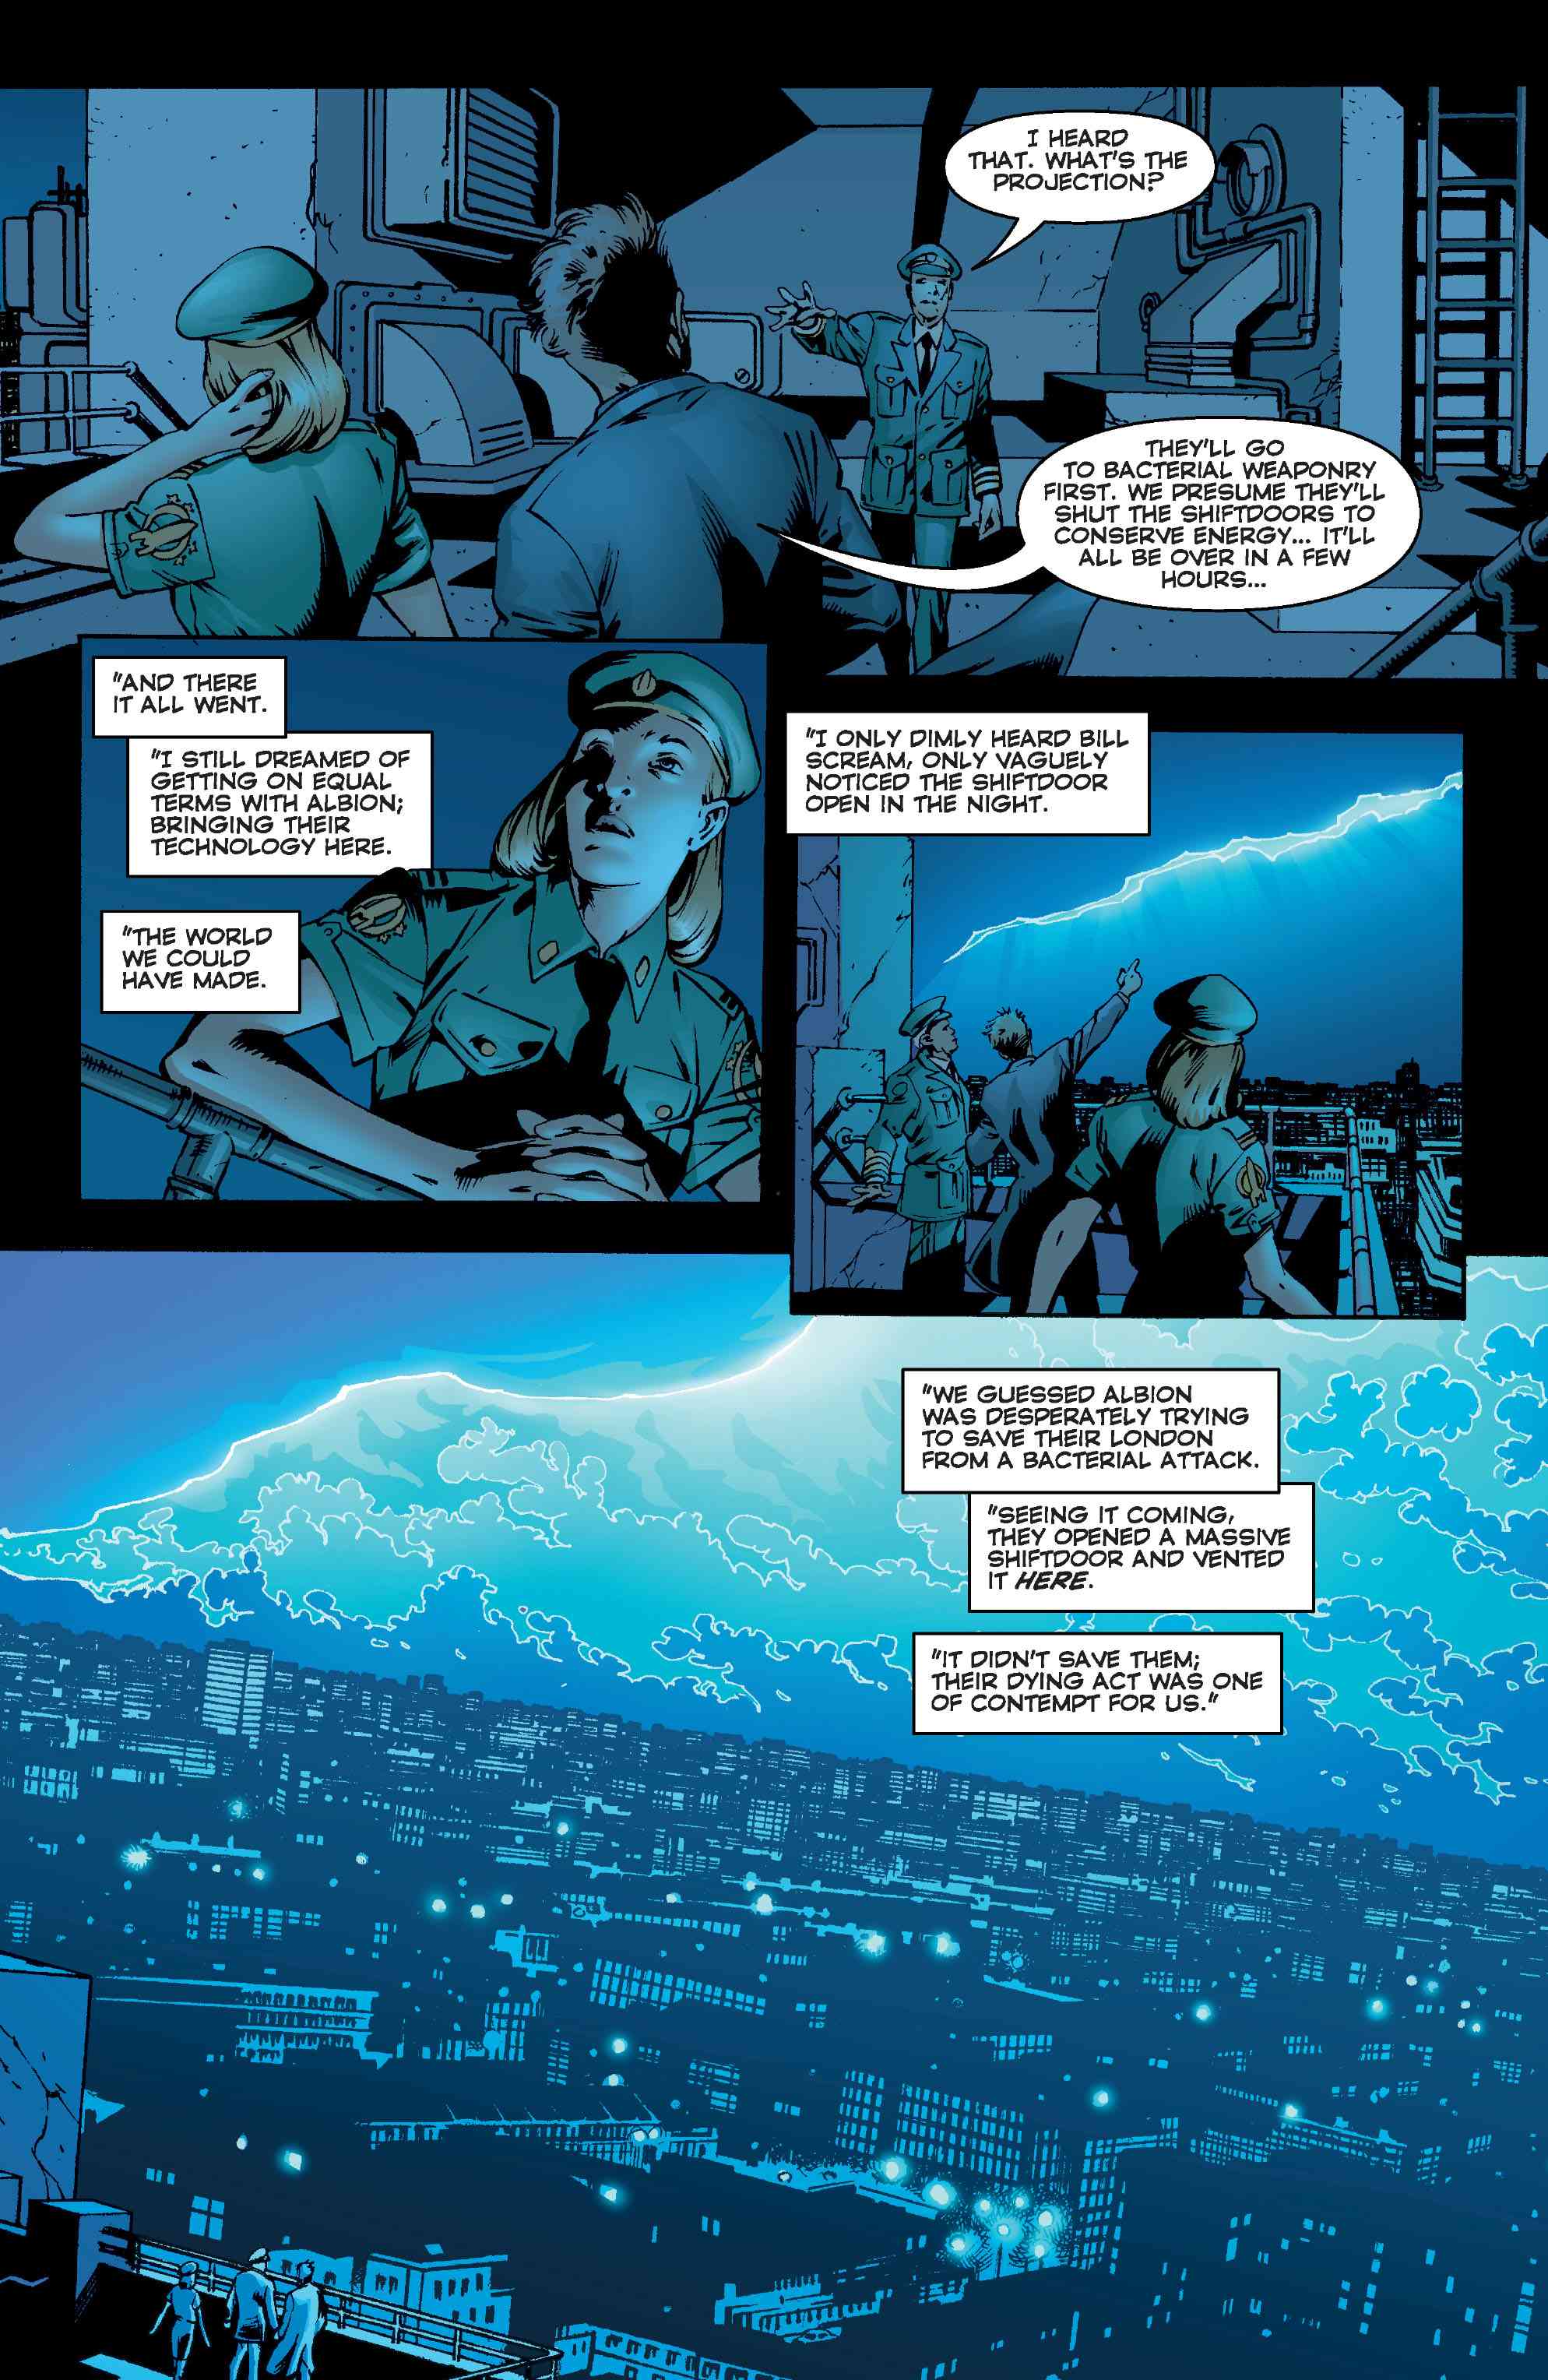 I HEARD
THAT. WHAT'S THE
PROJECTION?
THEY'LL GO
TO BACTERIAL WEAPONRY
FIRST. WE PRESUME THEY'LL
SHUT THE SHIFTDOORS TO
CONSERVE ENERGY... IT'LL
ALL BE OVER IN A FEW
HOURS...
"AND THERE
IT ALL WENT.
"I STILL DREAMED OF
GETTING ON EQUAL
TERMS WITH ALBION;
BRINGING THEIR
TECHNOLOGY HERE.
"THE WORLD
WE COULD
HAVE MADE.
"I ONLY DIMLY HEARD BILL
SCREAM, ONLY VAGUELY
NOTICED THE SHIFTDOOR
OPEN IN THE NIGHT.
"WE GUESSED ALBION
WAS DESPERATELY TRYING
TO SAVE THEIR LONDON
FROM A BACTERIAL ATTACK.
"SEEING IT COMING,
THEY OPENED A MASSIVE
SHIFTDOOR AND VENTED
IT HERE.
"IT DIDN'T SAVE THEM;
THEIR DYING ACT WAS ONE
OF CONTEMPT FOR US."